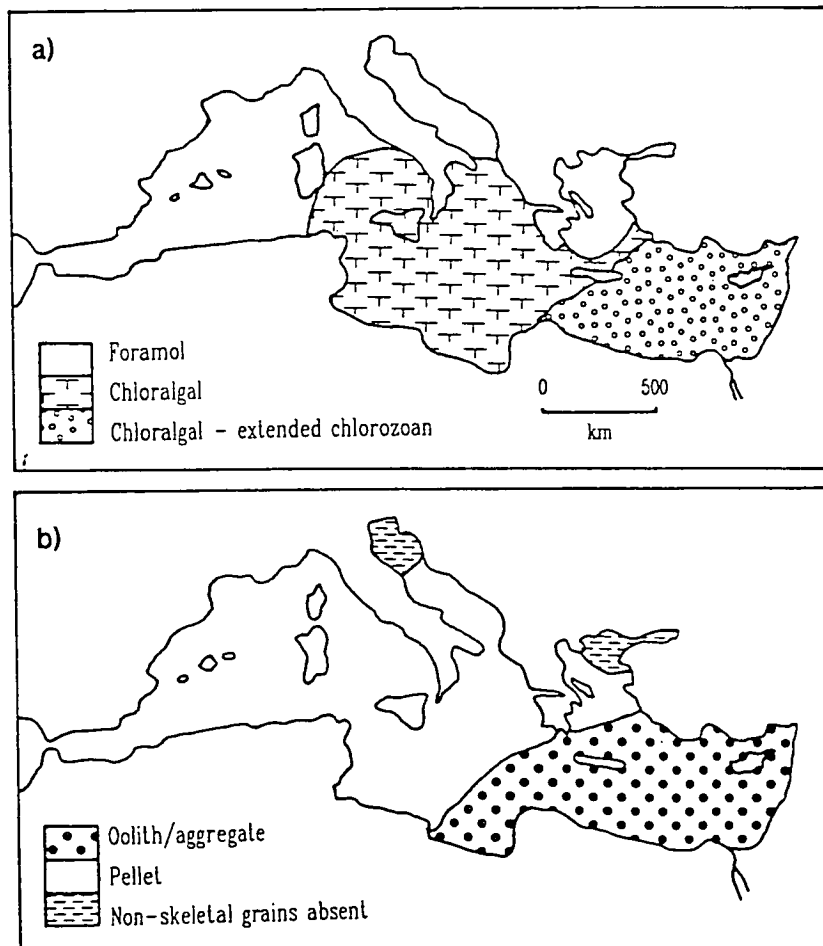 a)
Foramol
Chloralgal
Chloralgal - extended chlorozoan
0 500
km
b)
Oolith/aggregate
Pellet
Non-skeletal grains absent